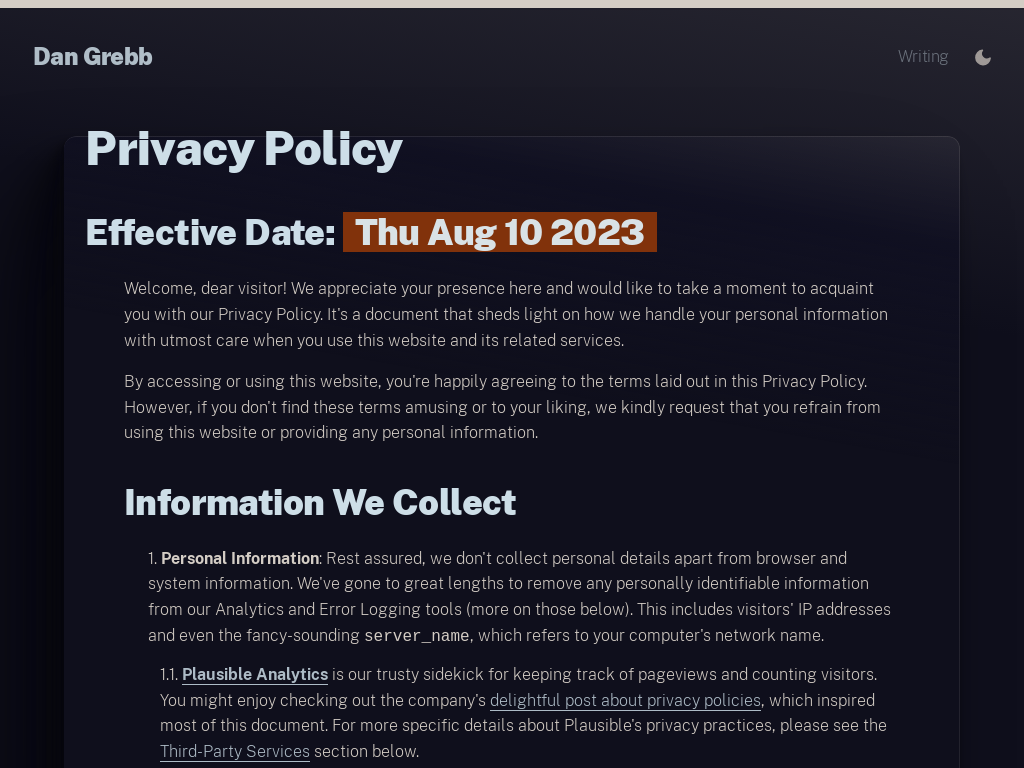 Dan Grebb
Writing
Privacy Policy
Effective Date: Thu Aug 10 2023
Welcome, dear visitor! We appreciate your presence here and would like to take a moment to acquaint
you with our Privacy Policy. It's a document that sheds light on how we handle your personal information
with utmost care when you use this website and its related services.
By accessing or using this website, you're happily agreeing to the terms laid out in this Privacy Policy.
However, if you don't find these terms amusing or to your liking, we kindly request that you refrain from
using this website or providing any personal information.
Information We Collect
1. Personal Information: Rest assured, we don't collect personal details apart from browser and
system information. We've gone to great lengths to remove any personally identifiable information
from our Analytics and Error Logging tools (more on those below). This includes visitors' IP addresses
and even the fancy-sounding server_name, which refers to your computer's network name.
1.1. Plausible Analytics is our trusty sidekick for keeping track of pageviews and counting visitors.
You might enjoy checking out the company's delightful post about privacy policies, which inspired
most of this document. For more specific details about Plausible's privacy practices, please see the
Third-Party Services section below.